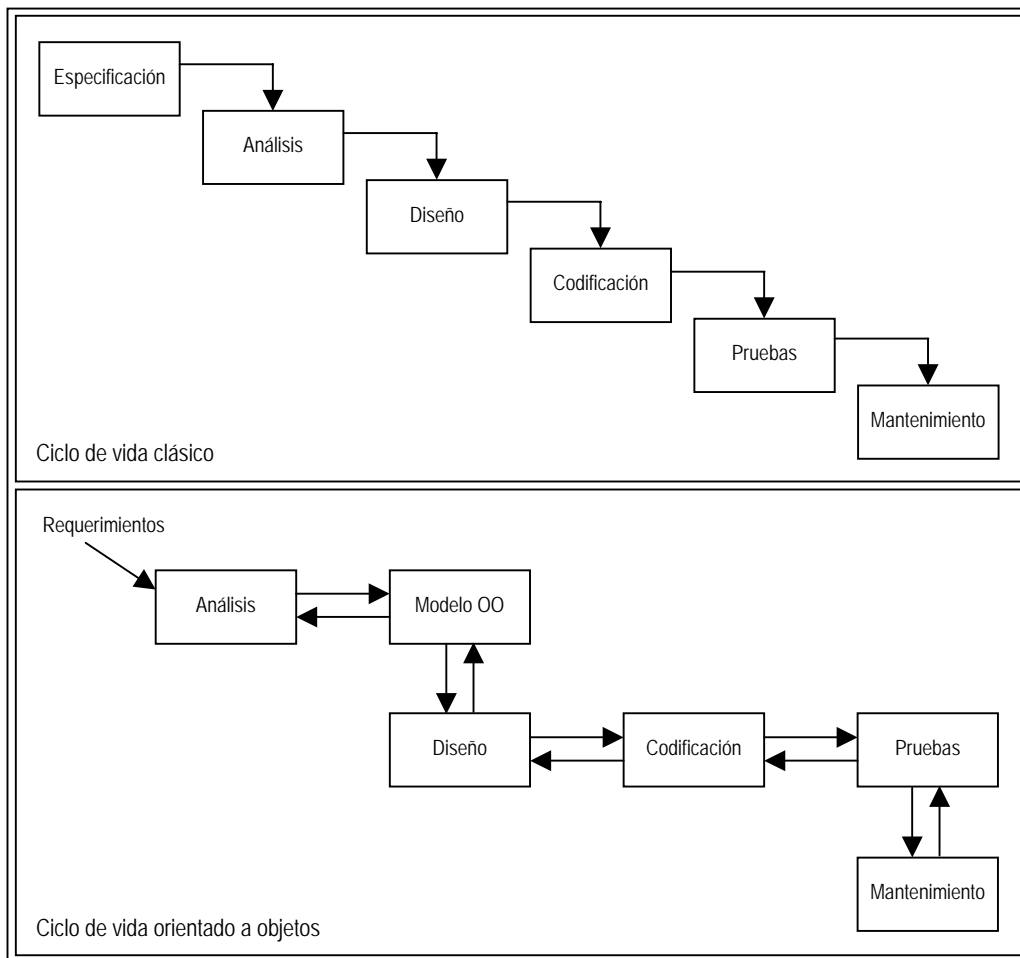 Especificación
Análisis
Diseño
Codificación
Pruebas
Mantenimiento
Ciclo de vida clásico
Requerimientos
Análisis
Modelo OO
Diseño
Codificación
Pruebas
Mantenimiento
Ciclo de vida orientado a objetos